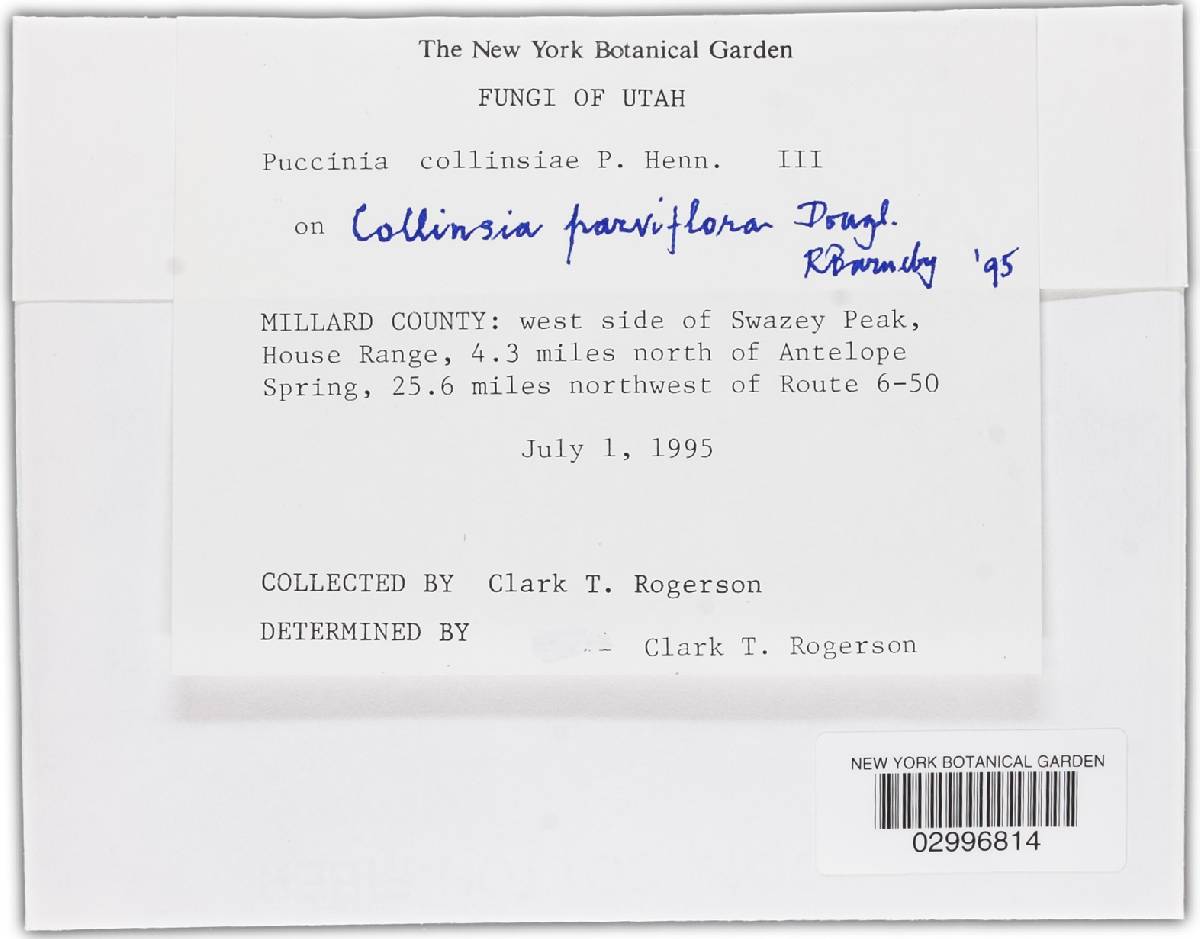 The New York Botanical Garden
FUNGI OF UTAH
Puccinia collinsiae P. Henn. III
on Collinsia parviflora Dougl.
RBarneby '95
MILLARD COUNTY: west side of Swazey Peak,
House Range, 4.3 miles north of Antelope
Spring, 25.6 miles northwest of Route 6-50
July 1, 1995
COLLECTED BY Clark T. Rogerson
DETERMINED BY Clark T. Rogerson
NEW YORK BOTANICAL GARDEN
02996814